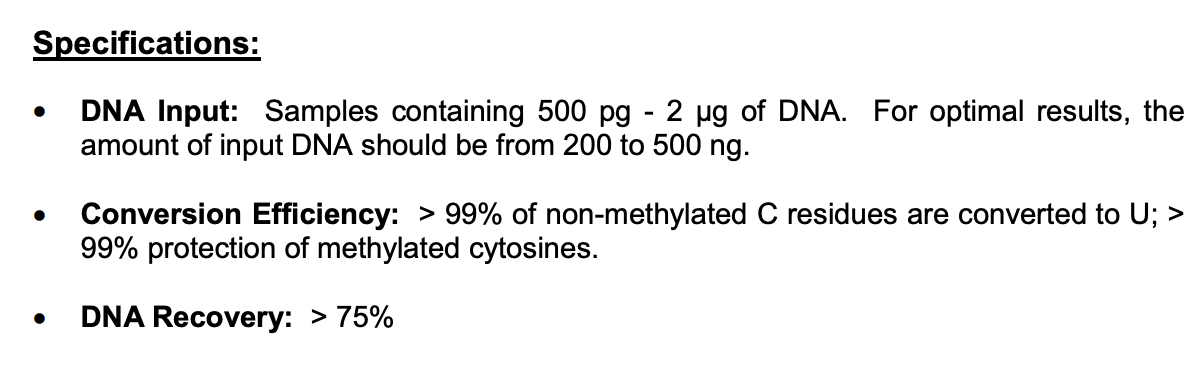 Specifications:
• DNA Input: Samples containing 500 pg - 2 µg of DNA. For optimal results, the
amount of input DNA should be from 200 to 500 ng.
• Conversion Efficiency: > 99% of non-methylated C residues are converted to U; >
99% protection of methylated cytosines.
• DNA Recovery: > 75%